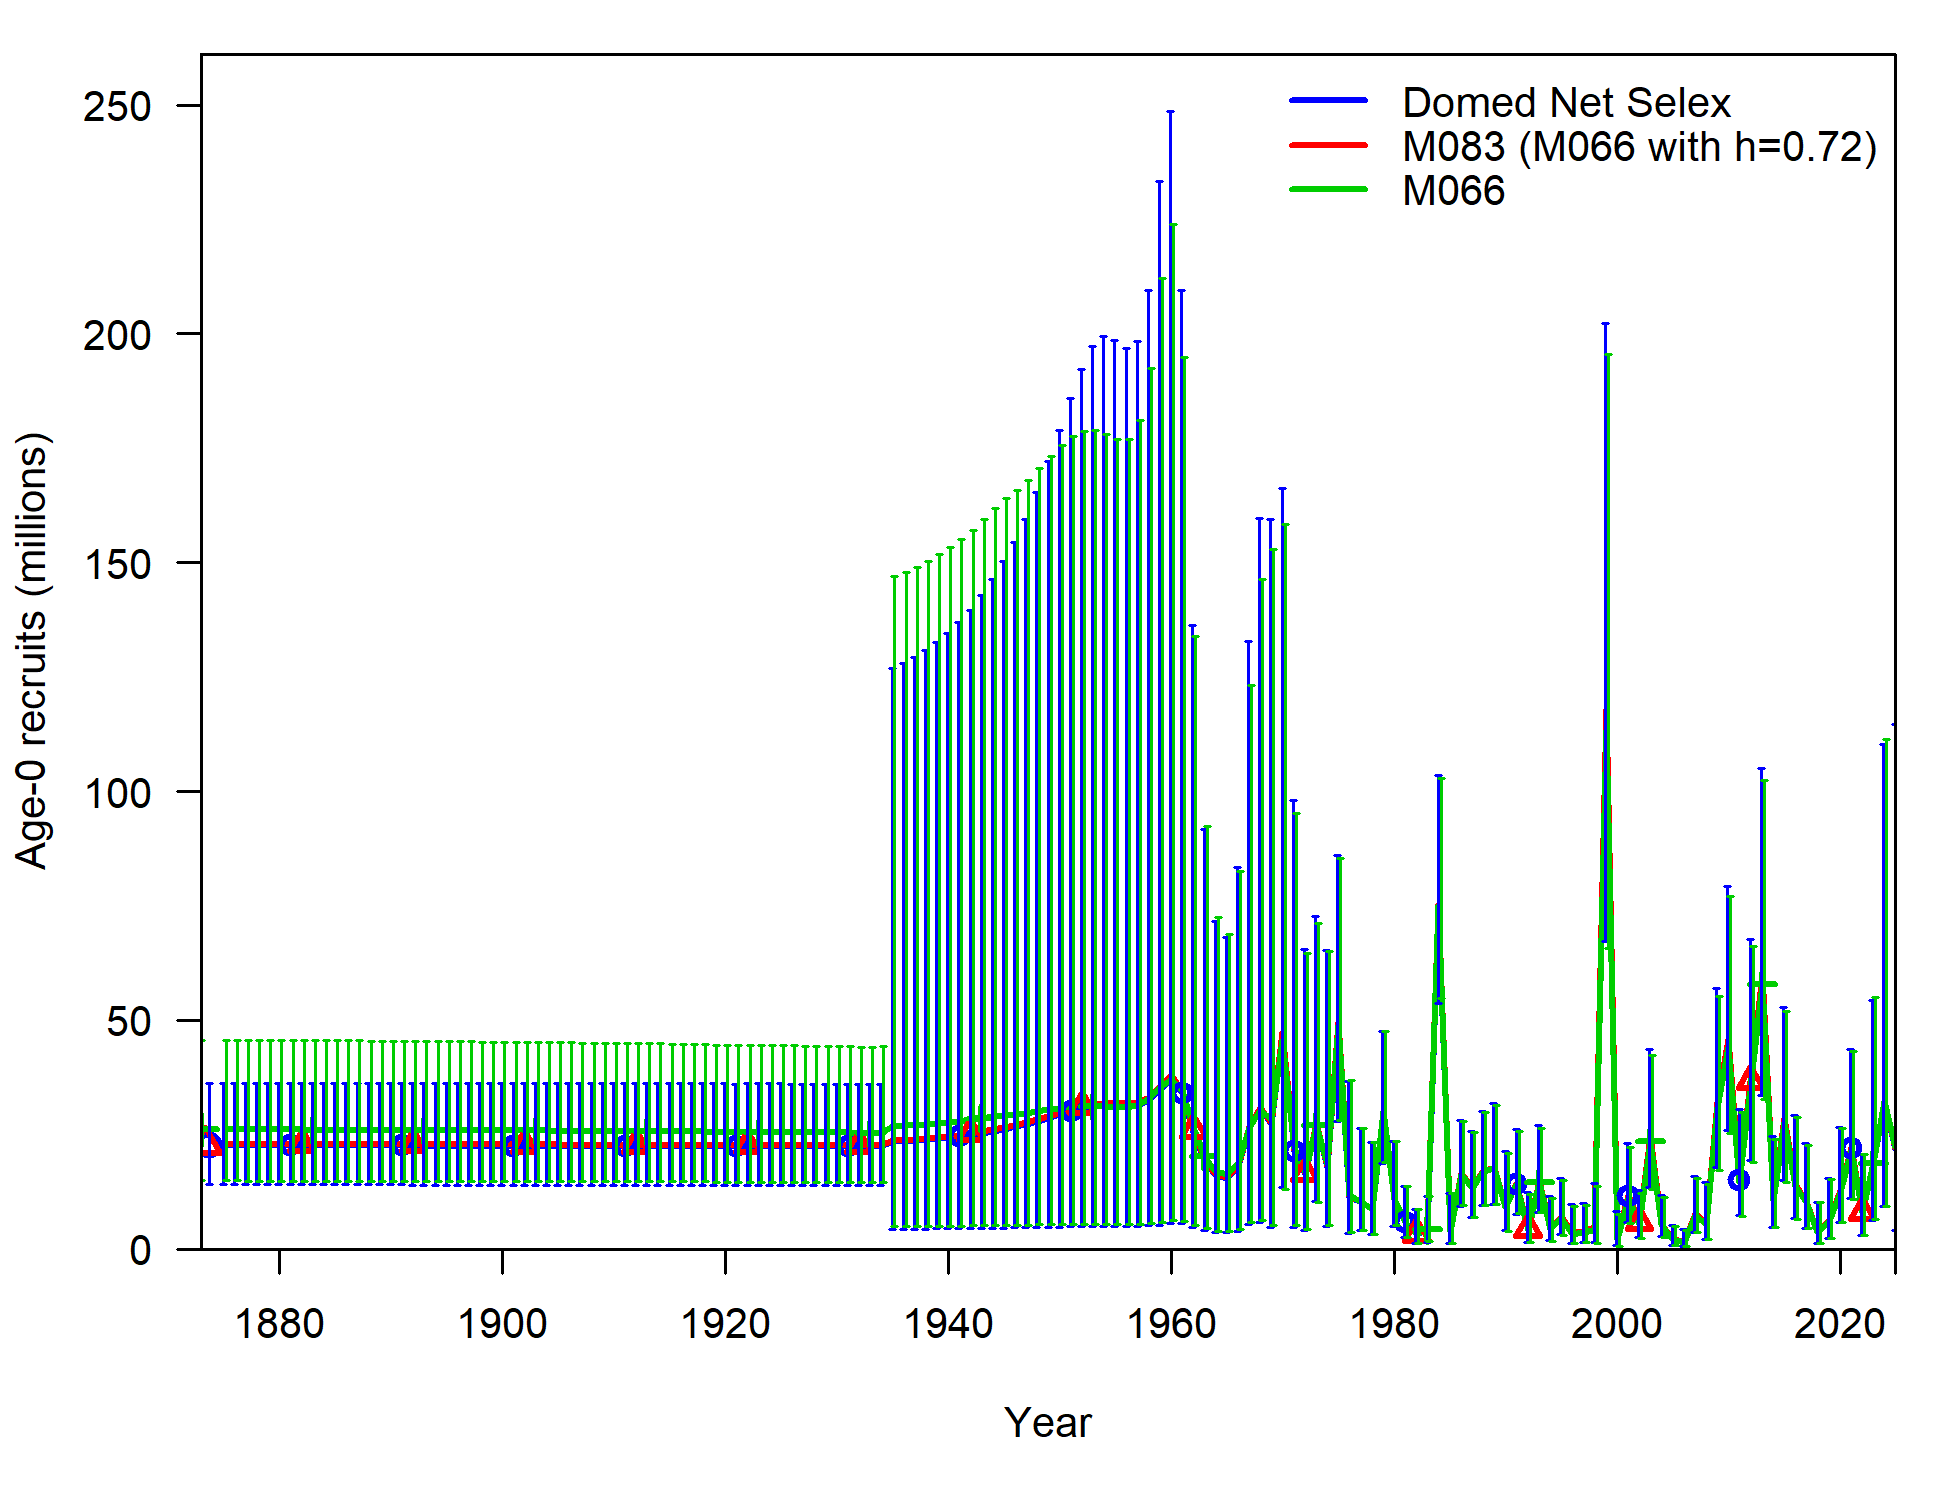 Domed Net Selex
M083 (M066 with h=0.72)
M066
250
200
150
100
50
0
Age-0 recruits (millions)
1880 1900 1920 1940 1960 1980 2000 2020
Year